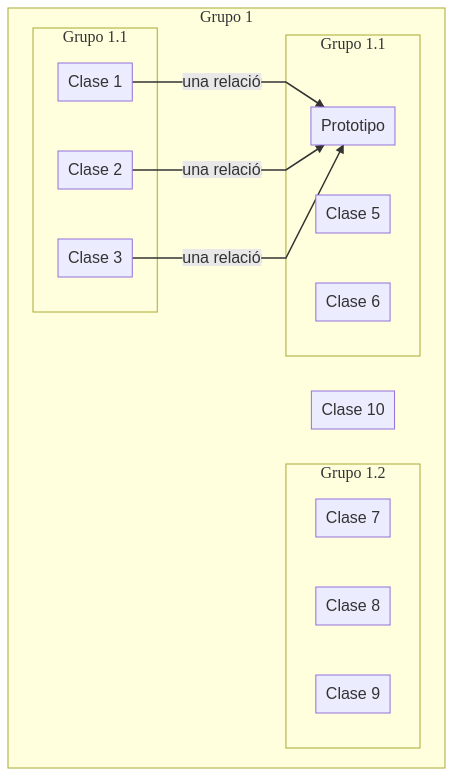 Grupo 1
Grupo 1.1
Clase 1
Clase 2
Clase 3
una relació
una relació
una relació
Grupo 1.1
Prototipo
Clase 5
Clase 6
Clase 10
Grupo 1.2
Clase 7
Clase 8
Clase 9